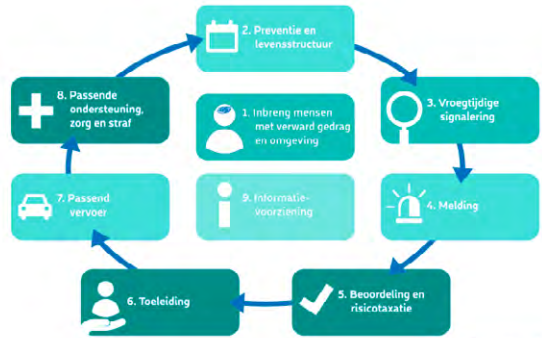 2. Preventie en
levensstructuur
8. Passende
ondersteuning,
zorg en straf
1. Inbreng mensen
met verward gedrag
en omgeving
3. Vroegtijdige
signalering
7. Passend
vervoer
9. Informatie-
voorziening
4. Melding
6. Toeleiding
5. Beoordeling en
risicotaxatie